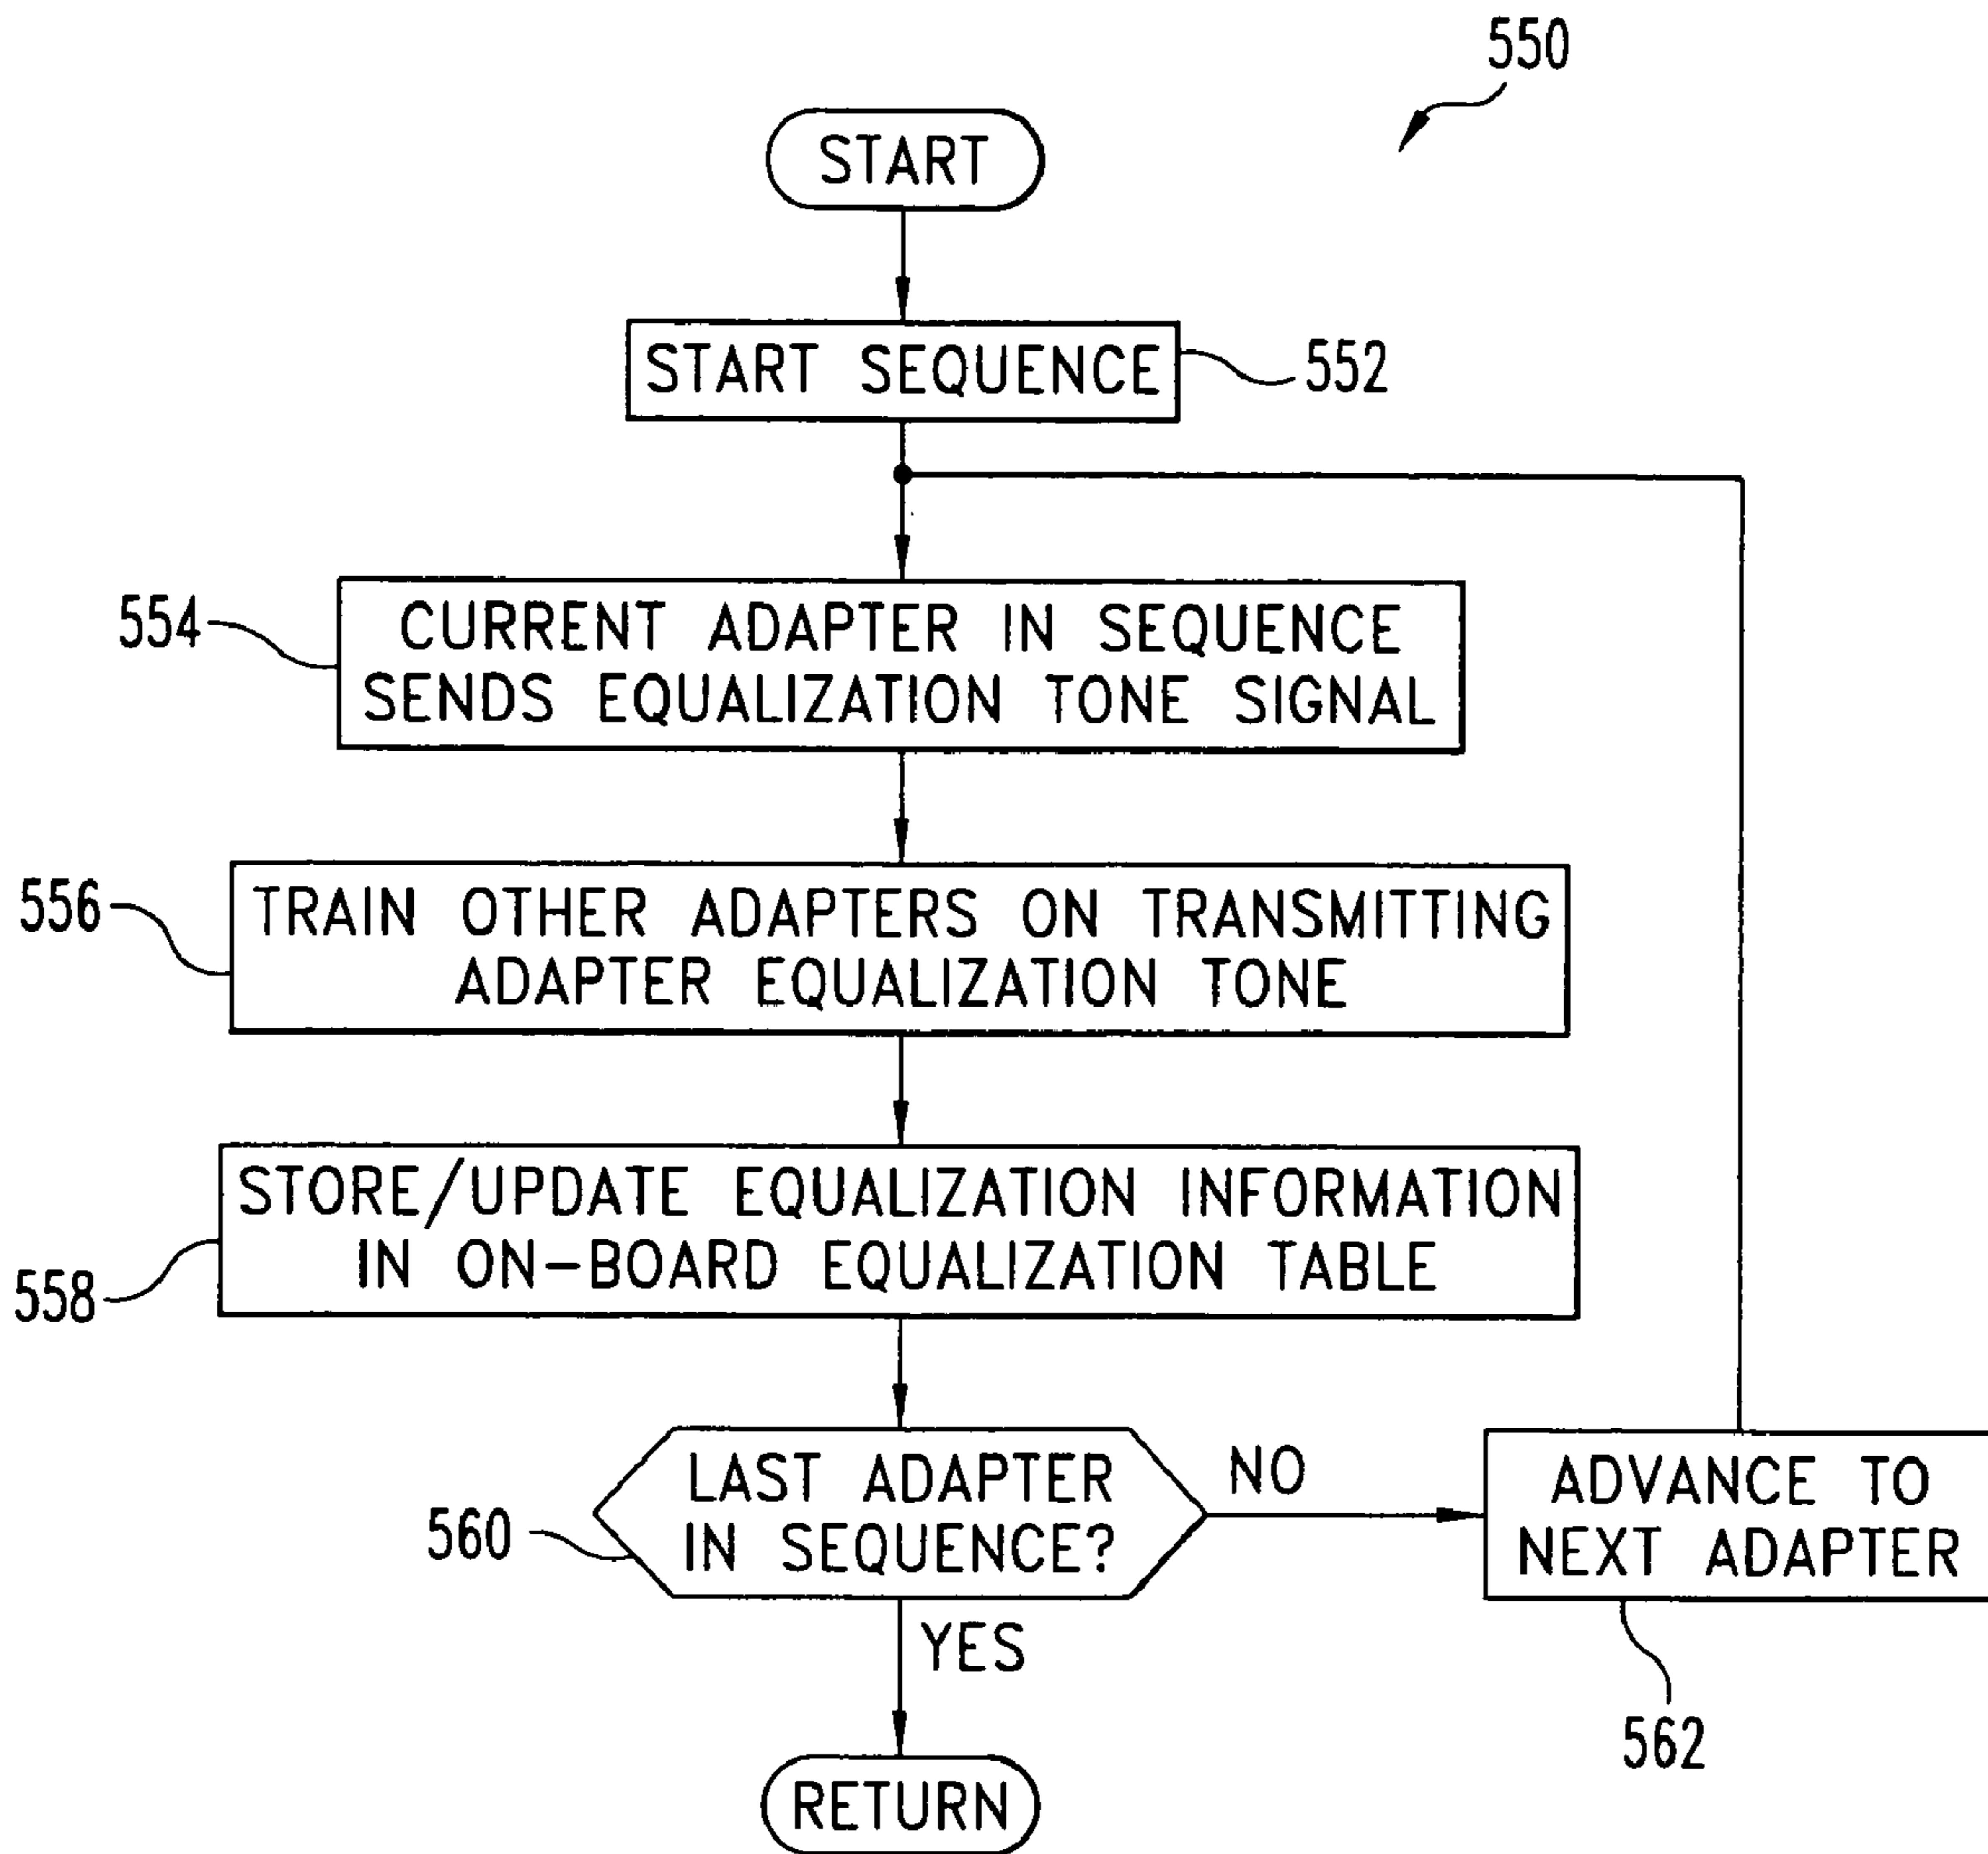 550
START
START SEQUENCE
552
554
CURRENT ADAPTER IN SEQUENCE
SENDS EQUALIZATION TONE SIGNAL
556
TRAIN OTHER ADAPTERS ON TRANSMITTING
ADAPTER EQUALIZATION TONE
558
STORE/UPDATE EQUALIZATION INFORMATION
IN ON-BOARD EQUALIZATION TABLE
560
LAST ADAPTER
IN SEQUENCE?
NO
ADVANCE TO
NEXT ADAPTER
562
YES
RETURN